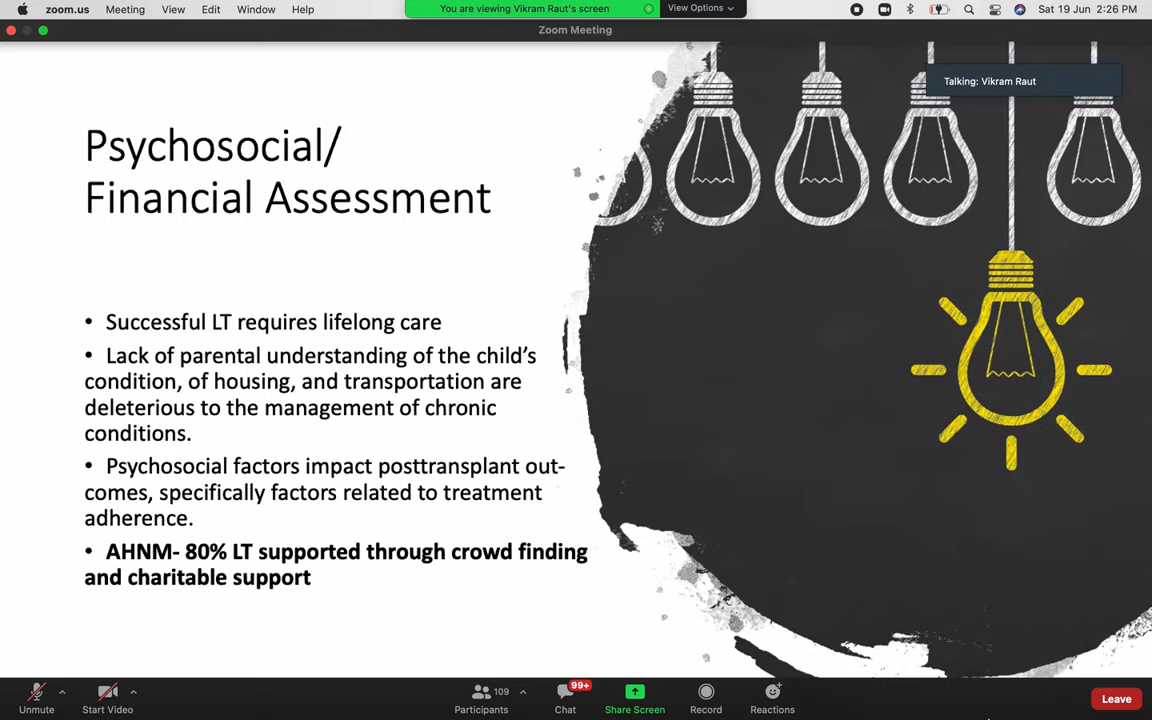 zoom.us Meeting View Edit Window Help
You are viewing Vikram Raut's screen
View Options
Sat 19 Jun 2:26 PM
Zoom Meeting
Talking: Vikram Raut
Psychosocial/
Financial Assessment
• Successful LT requires lifelong care
• Lack of parental understanding of the child's
condition, of housing, and transportation are
deleterious to the management of chronic
conditions.
• Psychosocial factors impact posttransplant out-
comes, specifically factors related to treatment
adherence.
• AHNM- 80% LT supported through crowd finding
and charitable support
Unmute
Start Video
109
Participants
99+
Chat
Share Screen
Record
Reactions
Leave